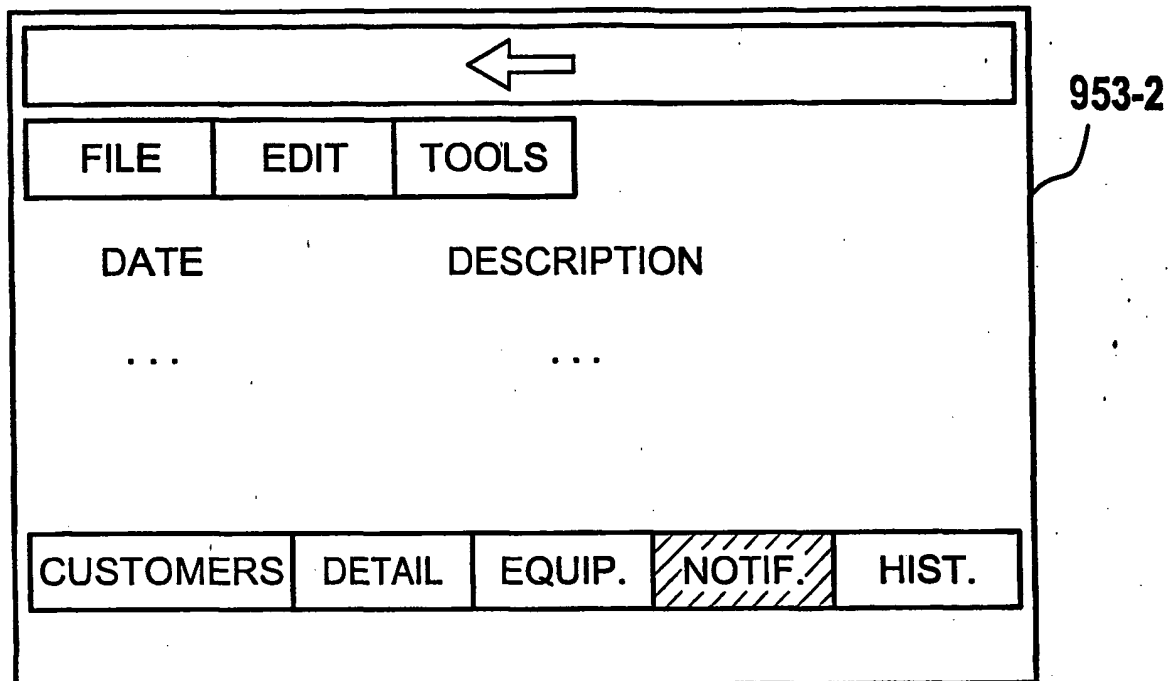 953-2
FILE EDIT TOOLS
DATE DESCRIPTION
... ...
CUSTOMERS DETAIL EQUIP. NOTIF. HIST.